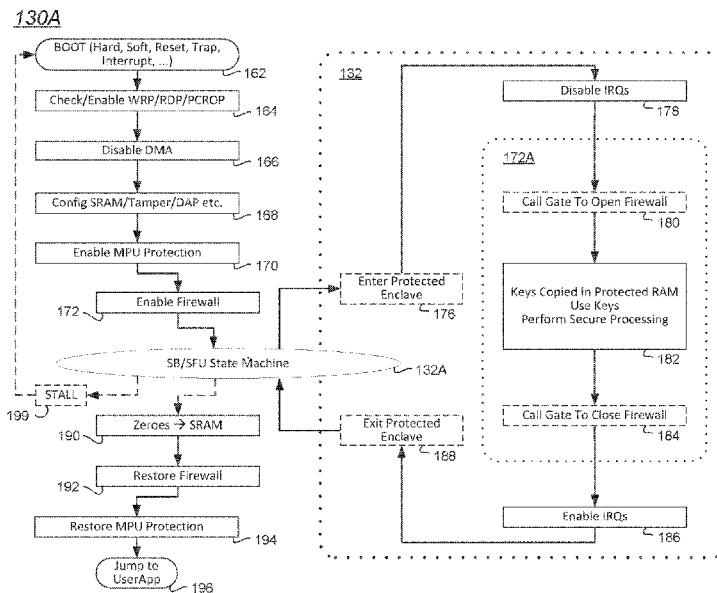 130A
BOOT (Hard, Soft, Reset, Trap,
Interrupt, ...)
162
Check/Enable WRP/RDP/PCROP
164
Disable DMA
166
Config SRAM/Tamper/DAP etc.
168
Enable MPU Protection
170
Enable Firewall
172
SB/SFU State Machine
132A
STALL
199
Zeroes → SRAM
190
Restore Firewall
192
Restore MPU Protection
194
Jump to
UserApp
196
132
Disable IRQs
178
172A
Call Gate To Open Firewall
180
Enter Protected
Enclave
176
Keys Copied in Protected RAM
Use Keys
Perform Secure Processing
182
Call Gate To Close Firewall
184
Exit Protected
Enclave
188
Enable IRQs
186